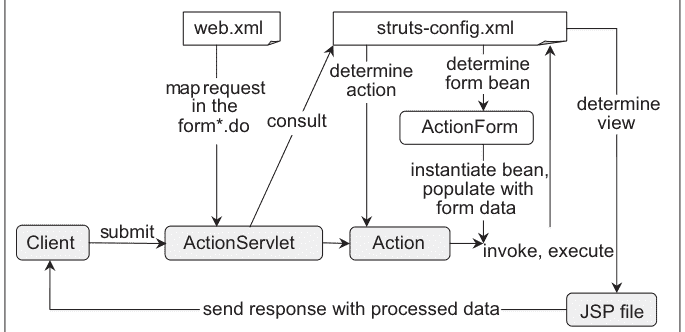 web.xml
struts-config.xml
map request
in the
form*.do
consult
determine
action
determine
form bean
determine
view
ActionForm
instantiate bean,
populate with
form data
Client
submit
ActionServlet
Action
invoke, execute
send response with processed data
JSP file